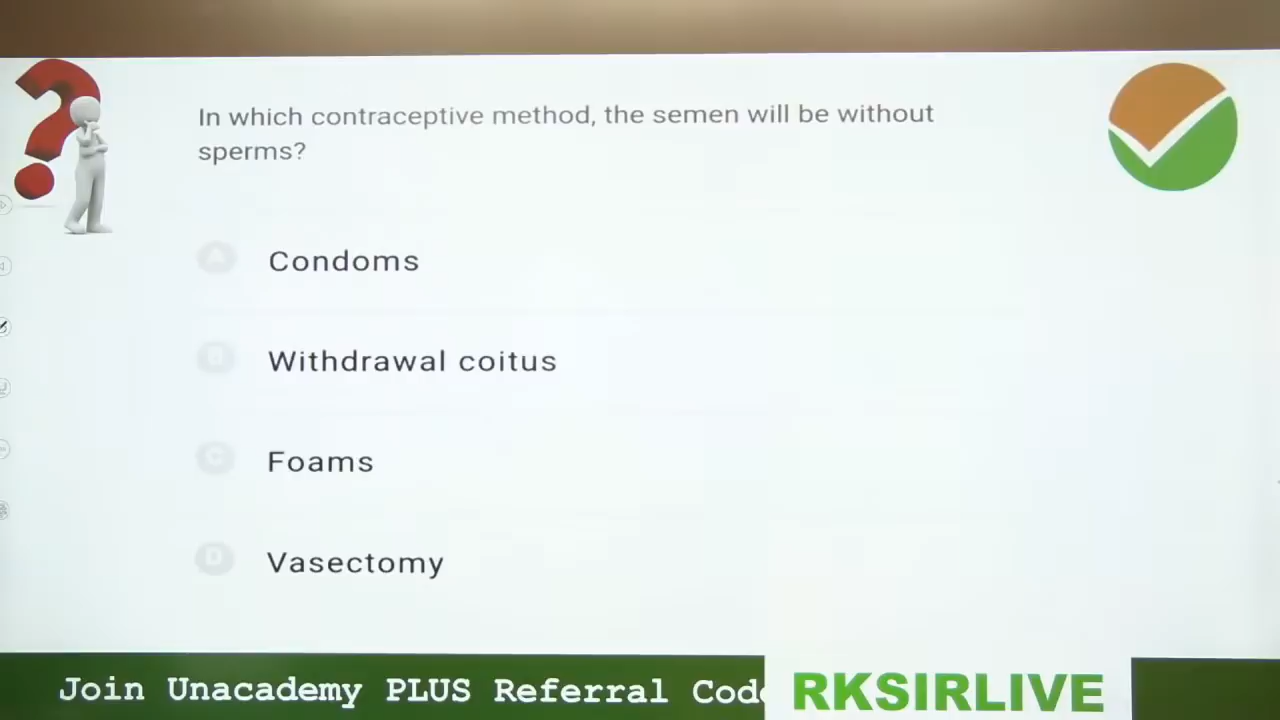 In which contraceptive method, the semen will be without
sperms?
A Condoms
B Withdrawal coitus
C Foams
D Vasectomy
Join Unacademy PLUS Referral Code
RKSIRLIVE